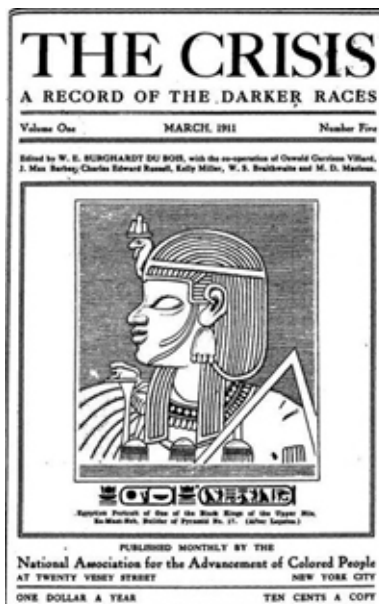 THE CRISIS
A RECORD OF THE DARKER RACES
Volume One MARCH, 1911 Number Five
Edited by W. E. BURGHARDT DU BOIS, with the co-operation of Oswald Garrison Villard,
J. Max Barber, Charles Edward Russell, Kelly Miller, W. S. Braithwaite and M. D. Maclean.
Egyptian Portrait of One of the Black Kings of the Upper Nile,
Builder of Pyramid No. 17. (After Lepsius.)
PUBLISHED MONTHLY BY THE
National Association for the Advancement of Colored People
AT TWENTY VESEY STREET NEW YORK CITY
ONE DOLLAR A YEAR TEN CENTS A COPY